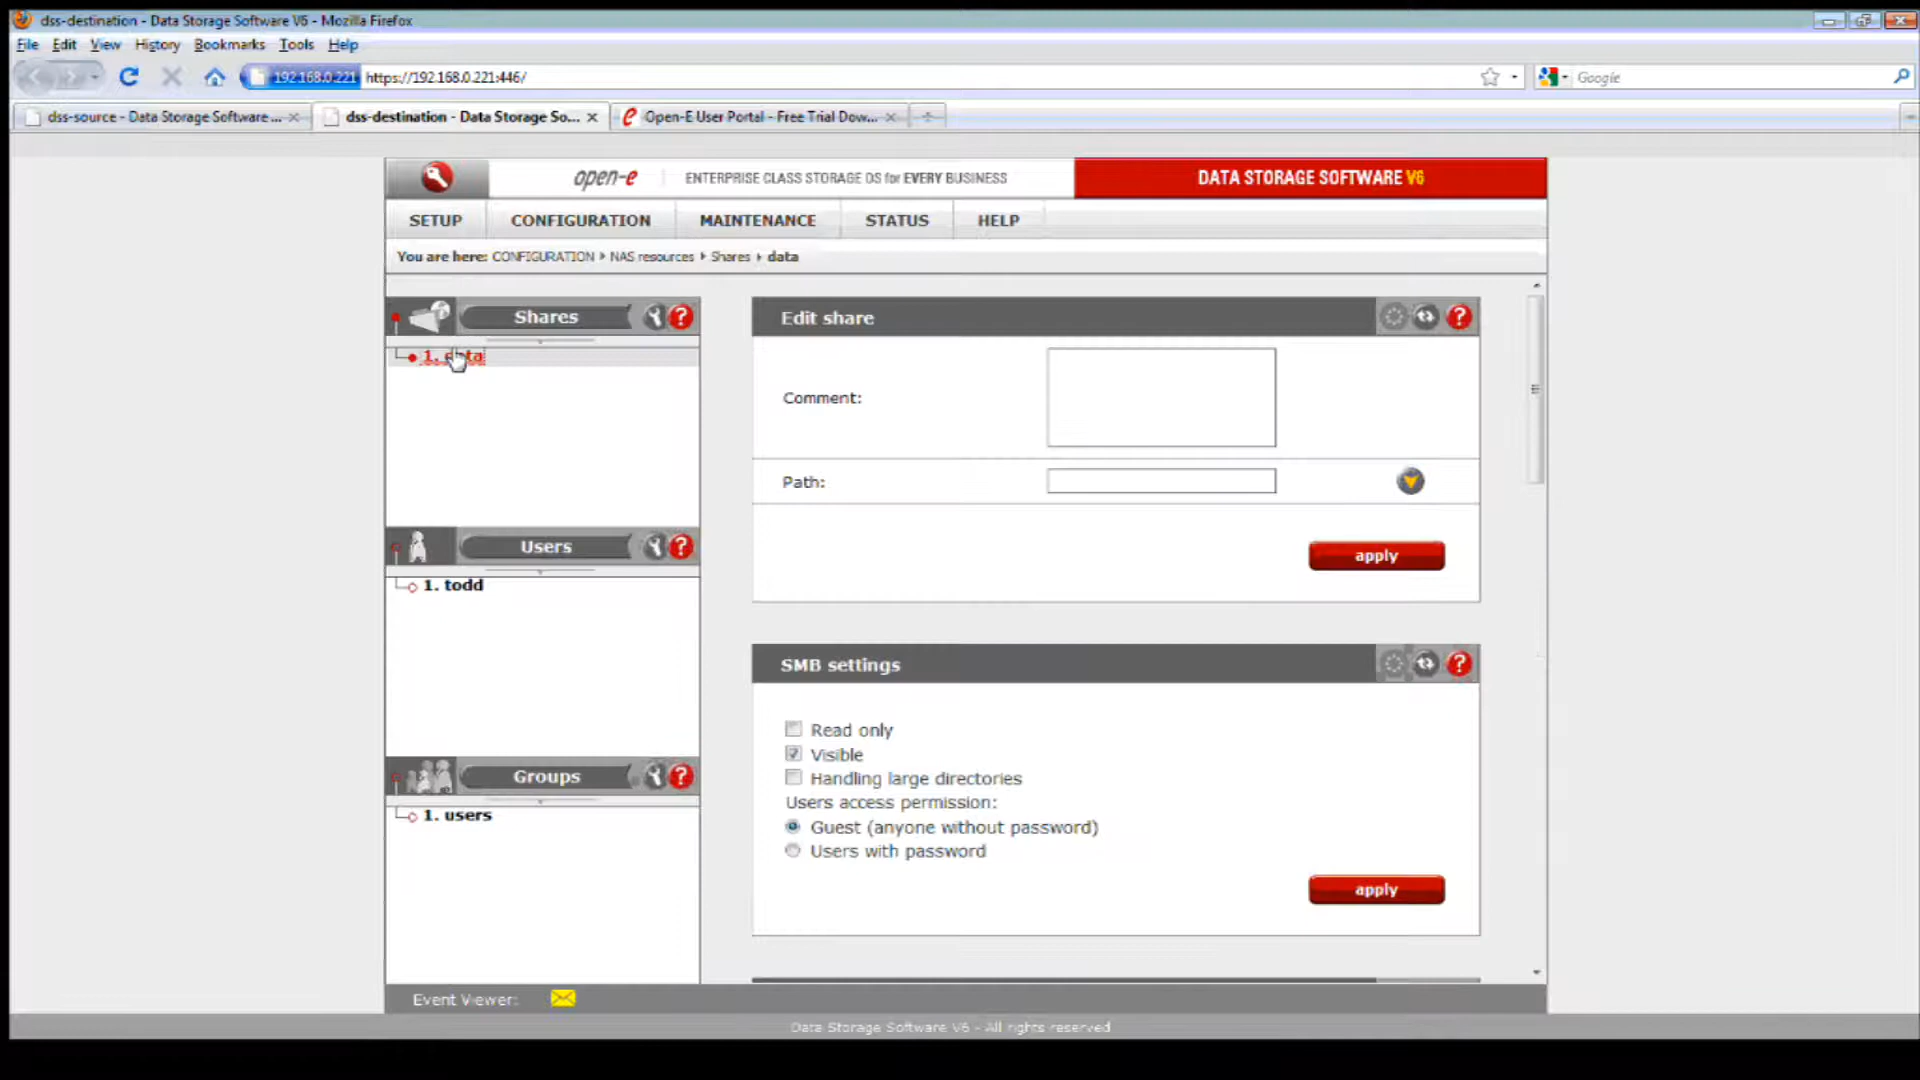 dss-destination - Data Storage Software V6 - Mozilla Firefox
File Edit View History Bookmarks Tools Help
192.168.0.221 https://192.168.0.221:446/ Google
dss-source - Data Storage Software ... dss-destination - Data Storage So... Open-E User Portal - Free Trial Dow...
open-e ENTERPRISE CLASS STORAGE OS for EVERY BUSINESS DATA STORAGE SOFTWARE V6
SETUP CONFIGURATION MAINTENANCE STATUS HELP
You are here: CONFIGURATION NAS resources Shares data
Shares
1. data
Users
1. todd
Groups
1. users
Edit share
Comment:
Path:
apply
SMB settings
Read only
Visible
Handling large directories
Users access permission:
Guest (anyone without password)
Users with password
apply
Event Viewer:
Data Storage Software V6 - All rights reserved